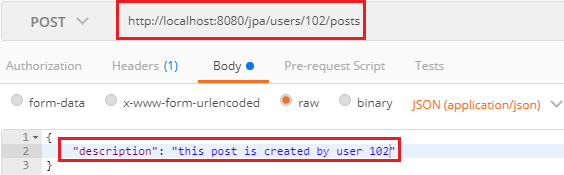 POST http://localhost:8080/jpa/users/102/posts
Authorization Headers (1) Body Pre-request Script Tests
form-data x-www-form-urlencoded raw binary JSON (application/json)
1 {
2 "description": "this post is created by user 102"
3 }